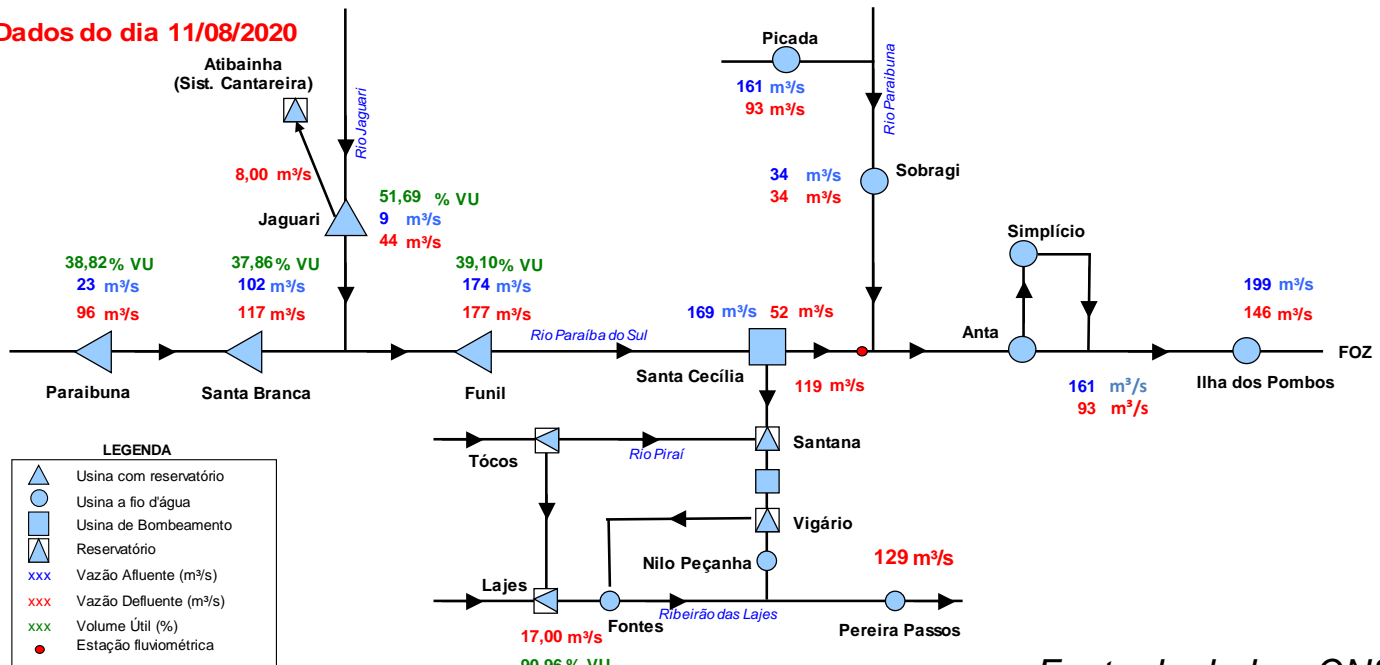 Dados do dia 11/08/2020
Atibainha
(Sist. Cantareira)
Rio Jaguari
8,00 m³/s
Jaguari
51,69 % VU
9 m³/s
44 m³/s
Picada
161 m³/s
93 m³/s
Rio Paraibuna
34 m³/s
34 m³/s
Sobragi
38,82 % VU
23 m³/s
96 m³/s
Paraibuna
37,86 % VU
102 m³/s
117 m³/s
Santa Branca
39,10 % VU
174 m³/s
177 m³/s
Funil
Rio Paraíba do Sul
169 m³/s 52 m³/s
Santa Cecília
119 m³/s
Simplício
Anta
161 m³/s
93 m³/s
199 m³/s
146 m³/s
Ilha dos Pombos
FOZ
Tócos
Rio Piraí
Santana
Vigário
Nilo Peçanha
129 m³/s
Lajes
Fontes
Ribeirão das Lajes
Pereira Passos
17,00 m³/s
99,96 % VU
LEGENDA
Usina com reservatório
Usina a fio d'água
Usina de Bombeamento
Reservatório
xxx Vazão Afluente (m³/s)
xxx Vazão Defluente (m³/s)
xxx Volume Útil (%)
Estação fluviométrica